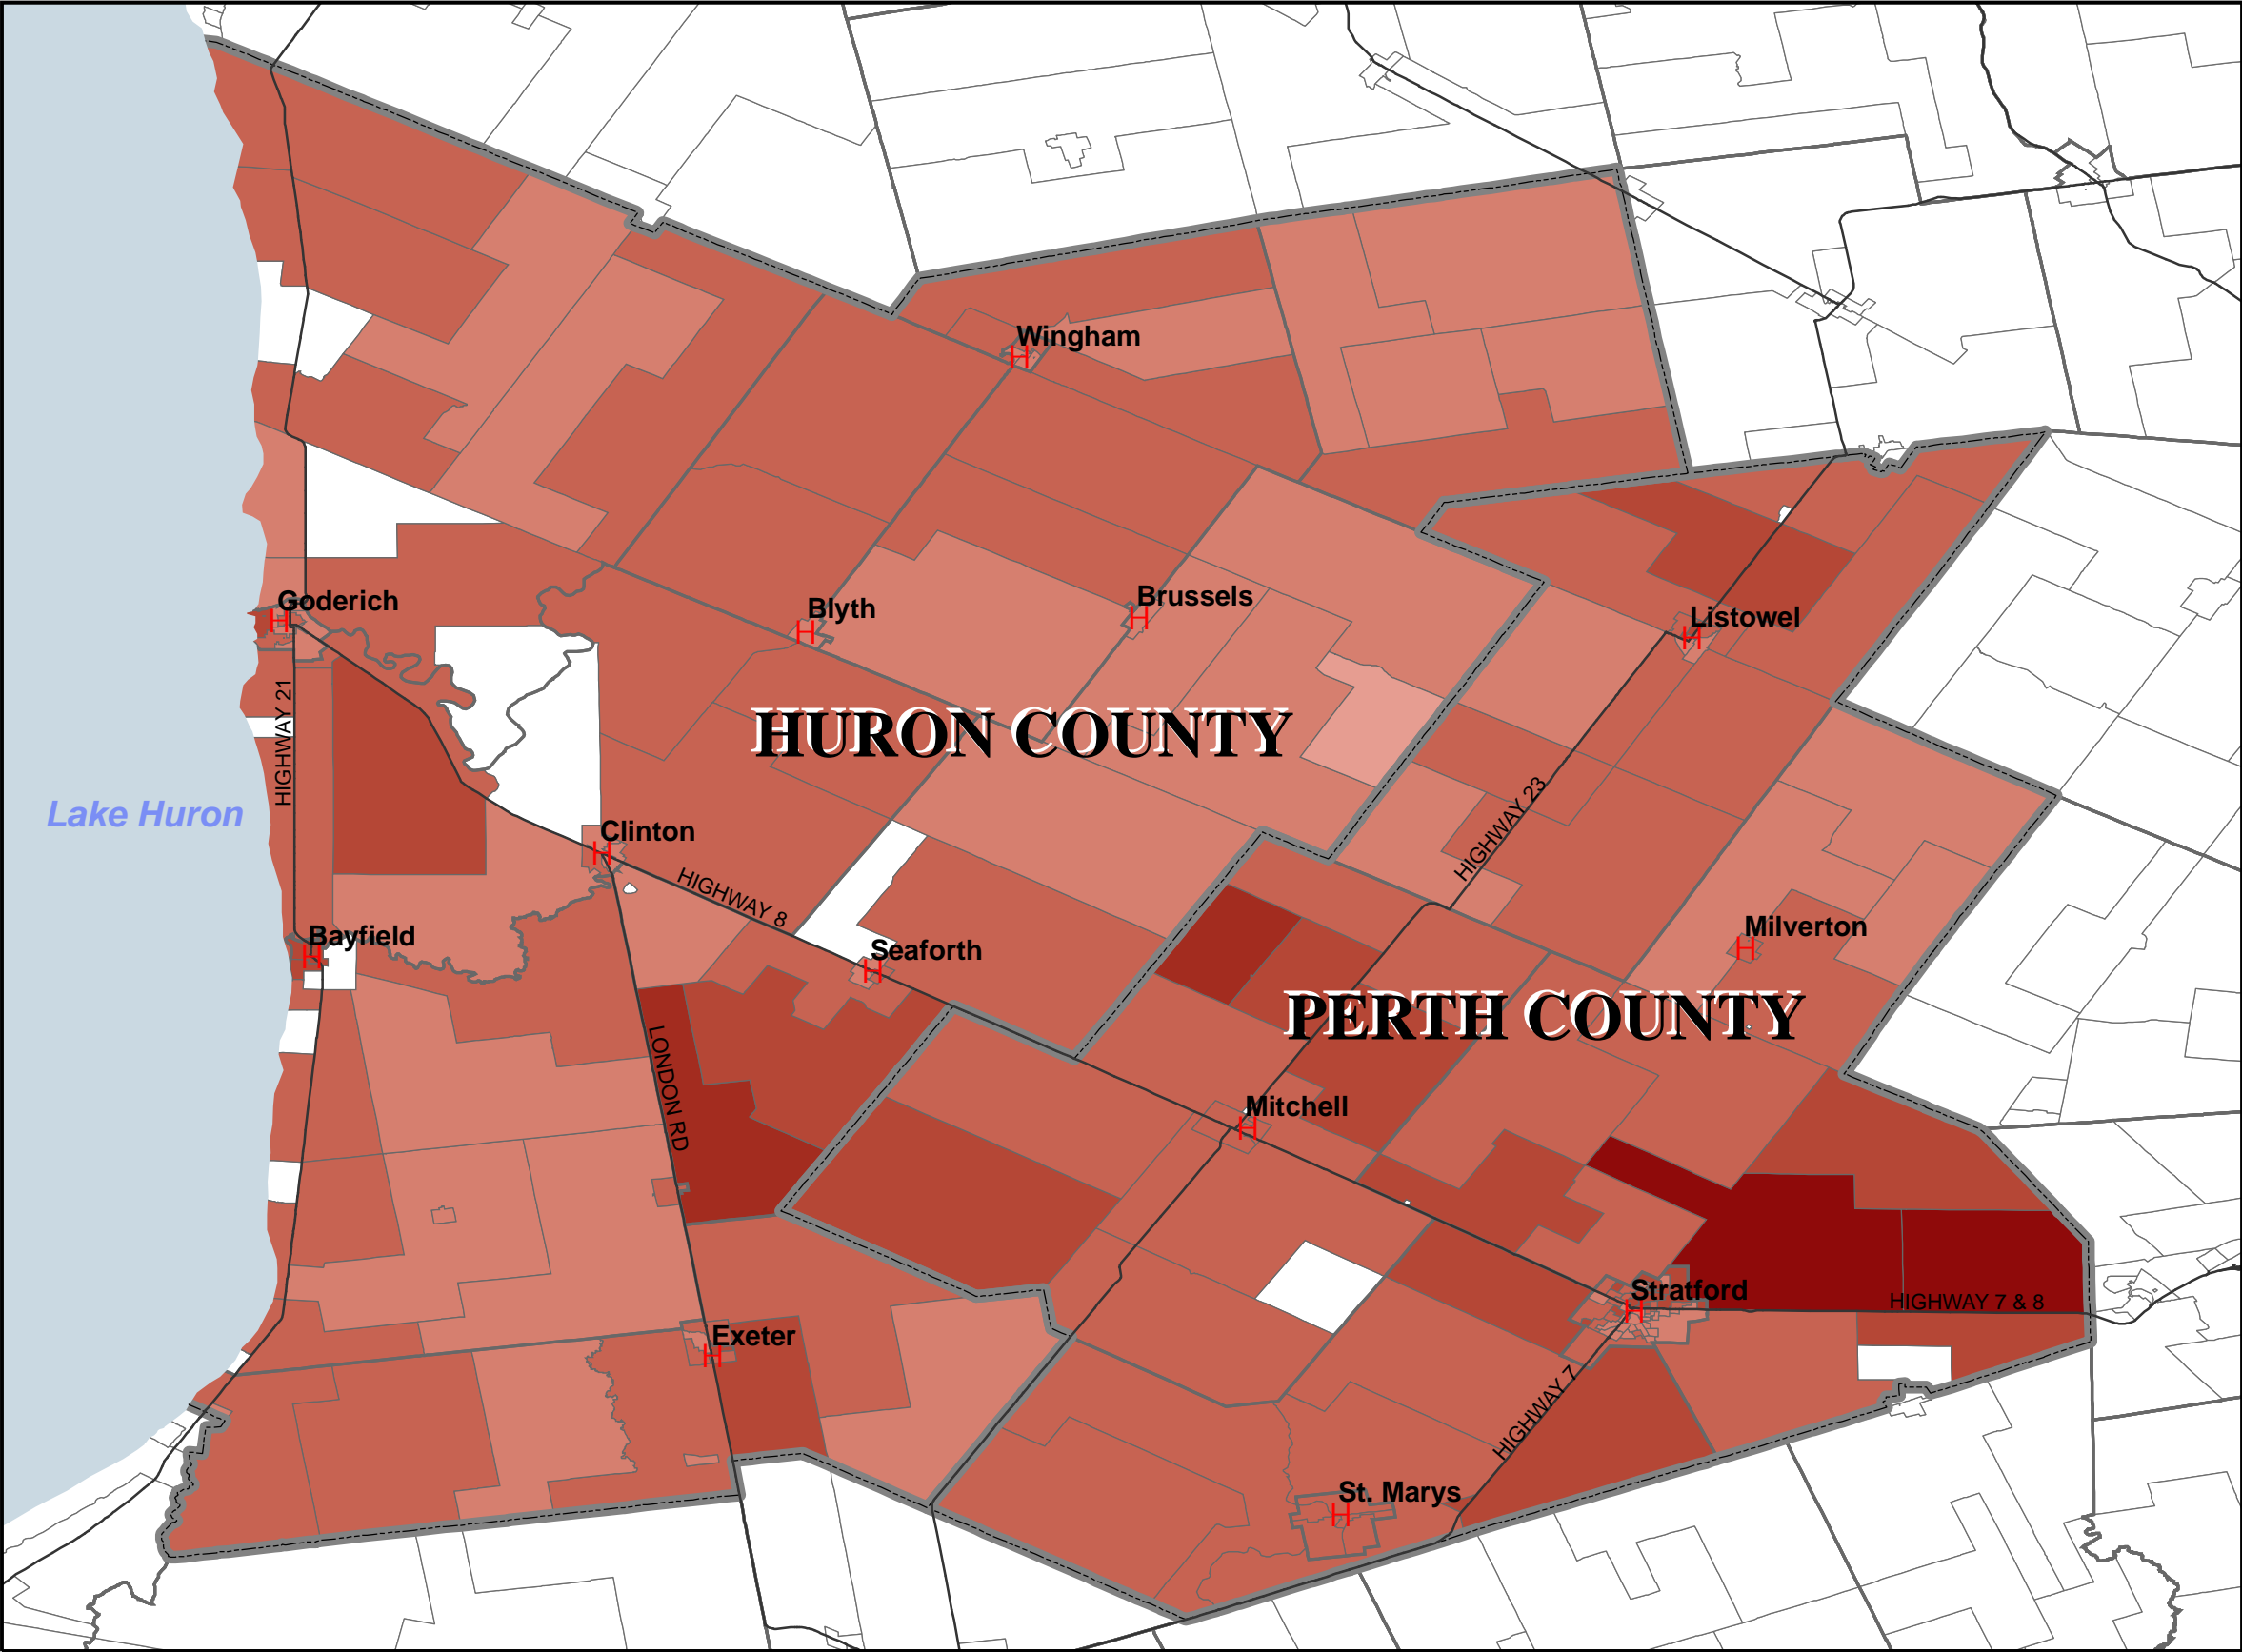 Wingham
Goderich
Blyth
Brussels
Listowel
HIGHWAY 21
HURON COUNTY
Lake Huron
HIGHWAY 23
Clinton
HIGHWAY 8
Bayfield
Seaforth
Milverton
PERTH COUNTY
LONDON RD
Mitchell
Stratford
HIGHWAY 7 & 8
Exeter
HIGHWAY 7
St. Marys
H
H
H
H
H
H
H
H
H
H
H
H
H